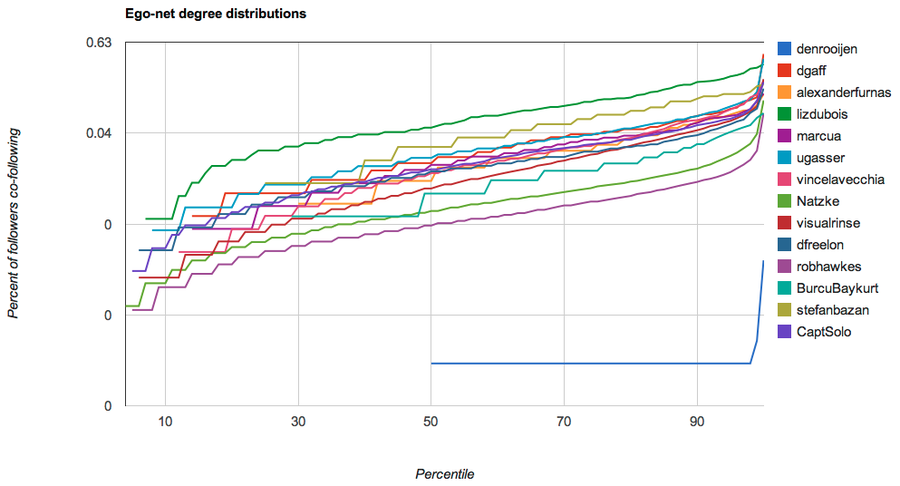 Ego-net degree distributions
Percent of followers co-following
0.63
0.04
0
0
0
10
30
50
70
90
Percentile
denrooijen
dgaff
alexanderfurnas
lizdubois
marcua
ugasser
vincelavecchia
Natzke
visualrinse
dfreelon
robhawkes
BurcuBaykurt
stefanbazan
CaptSolo